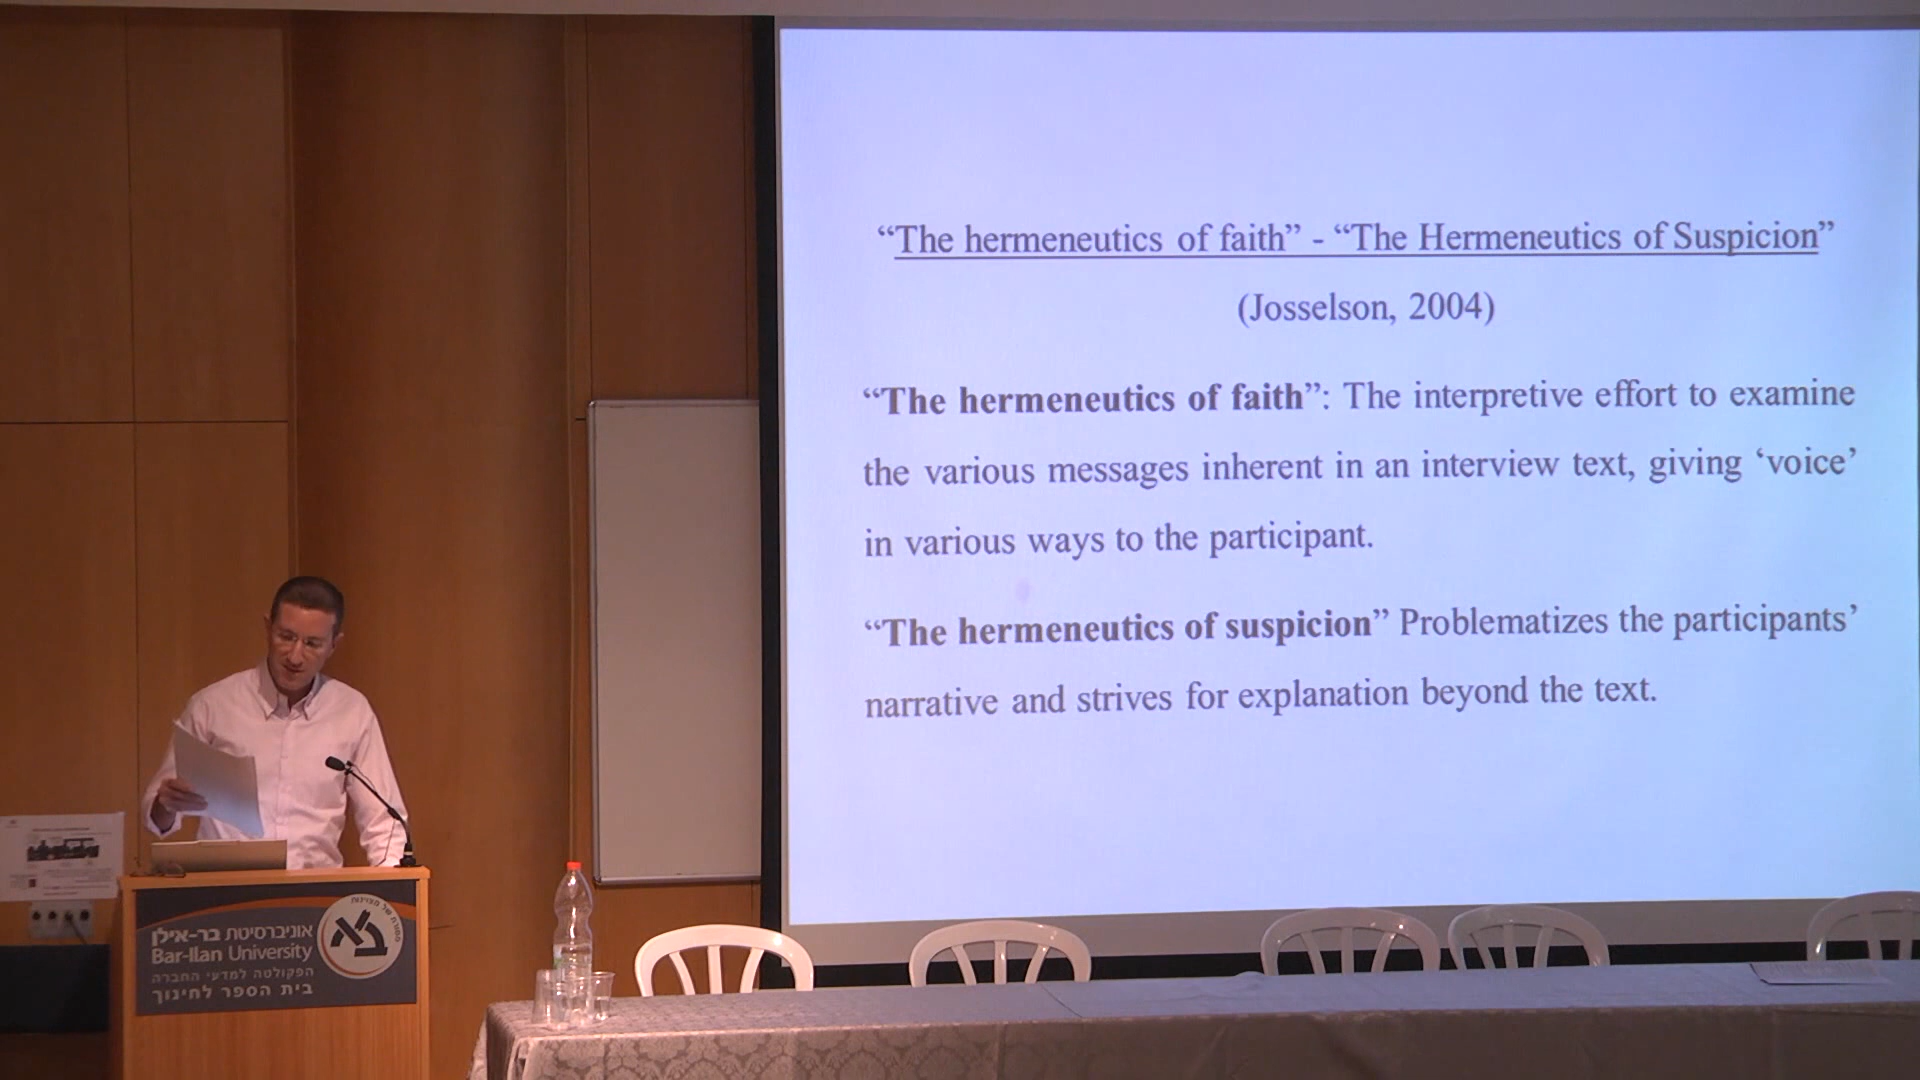 “The hermeneutics of faith” - “The Hermeneutics of Suspicion”
(Josselson, 2004)
“The hermeneutics of faith”: The interpretive effort to examine
the various messages inherent in an interview text, giving ‘voice’
in various ways to the participant.
“The hermeneutics of suspicion” Problematizes the participants’
narrative and strives for explanation beyond the text.
מסורת של מצוינות
אוניברסיטת בר-אילן
Bar-Ilan University
הפקולטה למדעי החברה
בית הספר לחינוך